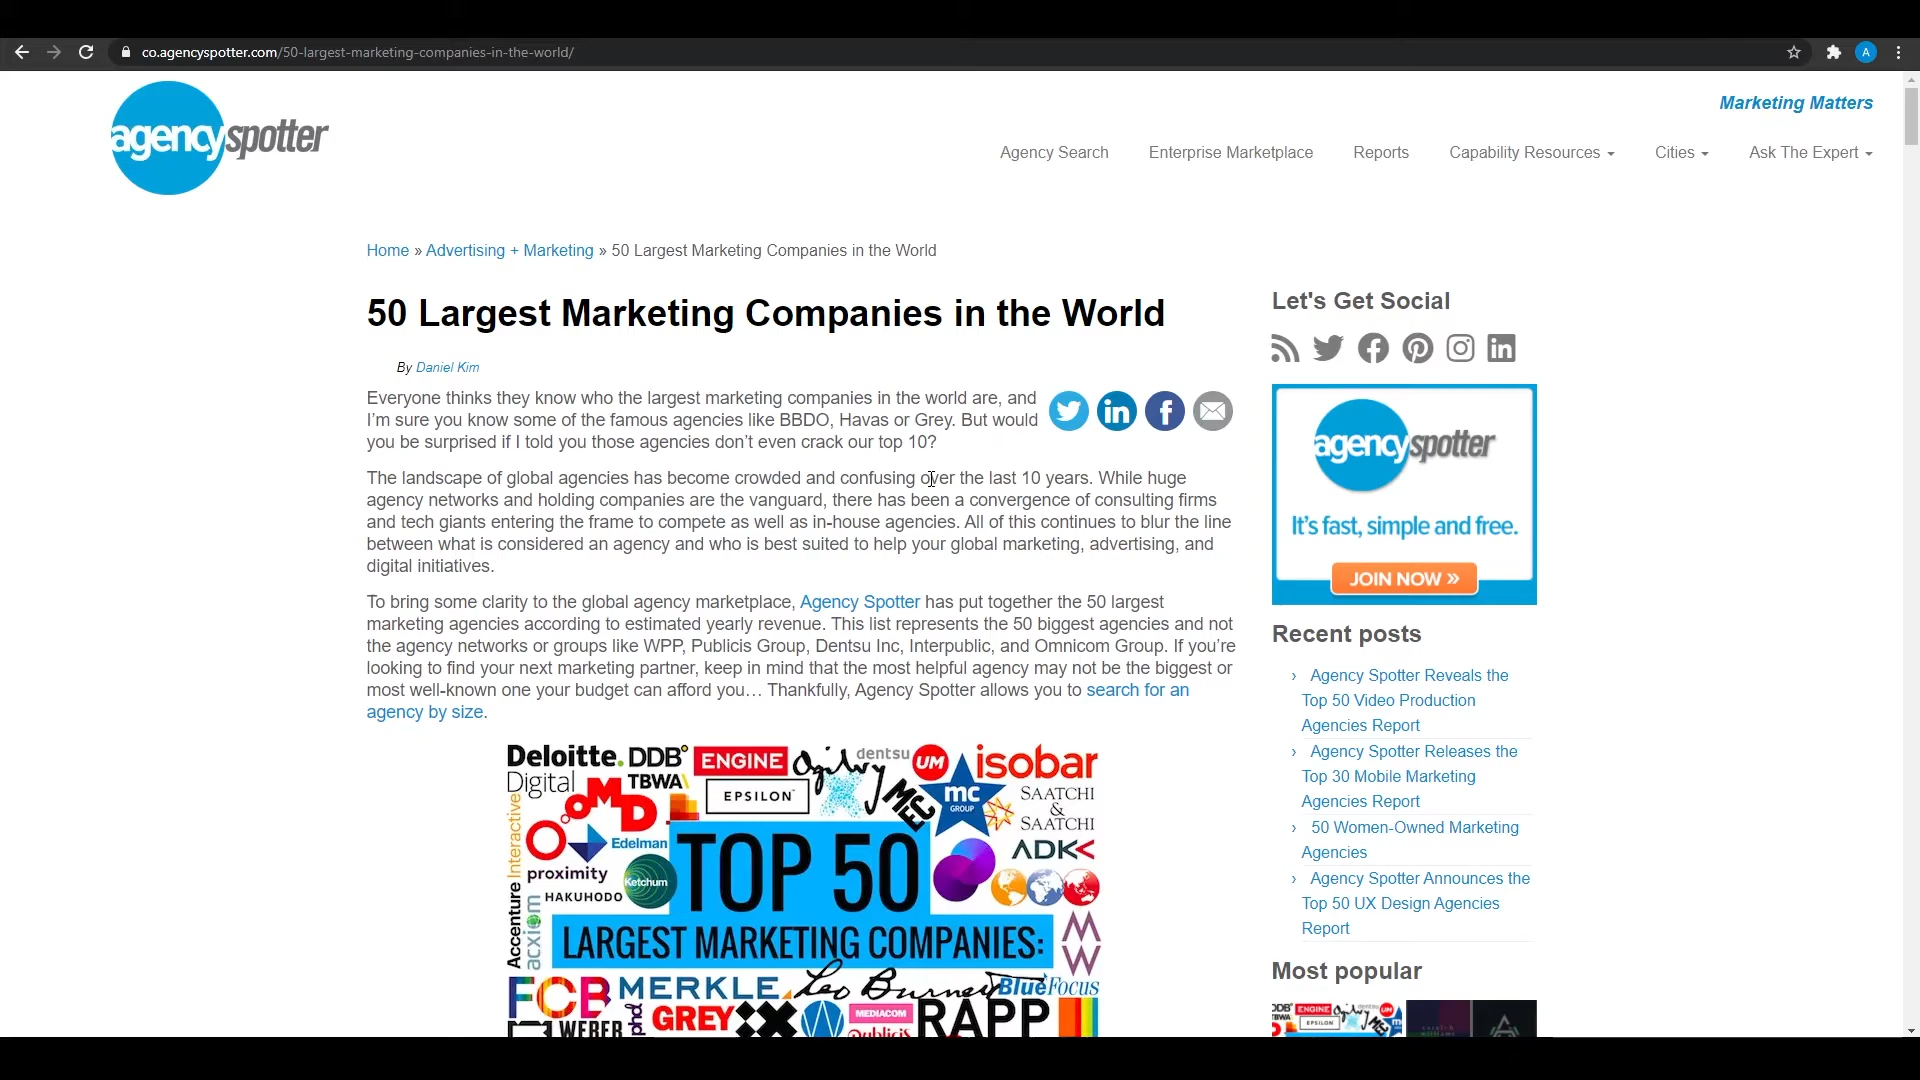 co.agencyspotter.com/50-largest-marketing-companies-in-the-world/
A
agencyspotter
Marketing Matters
Agency Search Enterprise Marketplace Reports Capability Resources Cities Ask The Expert
Home » Advertising + Marketing » 50 Largest Marketing Companies in the World
50 Largest Marketing Companies in the World
By Daniel Kim
Everyone thinks they know who the largest marketing companies in the world are, and
I’m sure you know some of the famous agencies like BBDO, Havas or Grey. But would
you be surprised if I told you those agencies don’t even crack our top 10?
The landscape of global agencies has become crowded and confusing over the last 10 years. While huge
agency networks and holding companies are the vanguard, there has been a convergence of consulting firms
and tech giants entering the frame to compete as well as in-house agencies. All of this continues to blur the line
between what is considered an agency and who is best suited to help your global marketing, advertising, and
digital initiatives.
To bring some clarity to the global agency marketplace, Agency Spotter has put together the 50 largest
marketing agencies according to estimated yearly revenue. This list represents the 50 biggest agencies and not
the agency networks or groups like WPP, Publicis Group, Dentsu Inc, Interpublic, and Omnicom Group. If you’re
looking to find your next marketing partner, keep in mind that the most helpful agency may not be the biggest or
most well-known one your budget can afford you… Thankfully, Agency Spotter allows you to search for an
agency by size.
Deloitte. DDB ENGINE Ogilvy dentsu UM isobar
Digital TBWA\ EPSILON MEC mc GROUP SAATCHI
&
SAATCHI
OMD
Edelman
proximity Ketchum
HAKUHODO
Accenture Interactive
acxiom
TOP 50
ADK
LARGEST MARKETING COMPANIES:
FCB MERKLE Leo Burnett BlueFocus
WEBER phd GREY MEDIACOM publicis RAPP
Let's Get Social
agencyspotter
It’s fast, simple and free.
JOIN NOW »
Recent posts
› Agency Spotter Reveals the
Top 50 Video Production
Agencies Report
› Agency Spotter Releases the
Top 30 Mobile Marketing
Agencies Report
› 50 Women-Owned Marketing
Agencies
› Agency Spotter Announces the
Top 50 UX Design Agencies
Report
Most popular
DDB ENGINE
EPSILON
TBWA